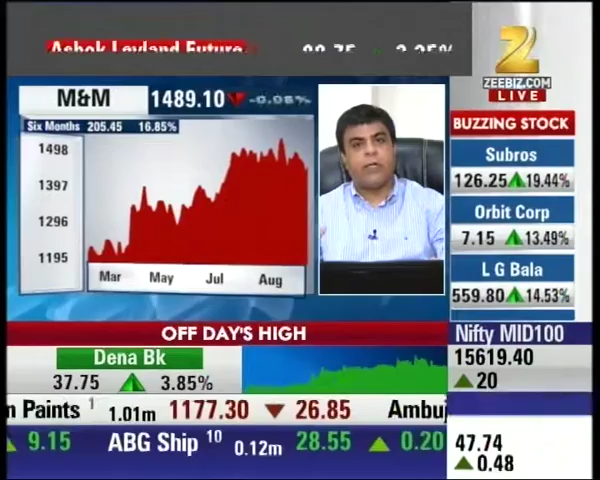 Ashok Leyland Future
ZEEBIZ.COM
LIVE
M&M 1489.10 -0.06%
Six Months 205.45 16.85%
1498
1397
1296
1195
Mar May Jul Aug
BUZZING STOCK
Subros
126.25 19.44%
Orbit Corp
7.15 13.49%
L G Bala
559.80 14.53%
OFF DAY'S HIGH
Dena Bk
37.75 3.85%
Nifty MID100
15619.40
20
n Paints 1 1.01m 1177.30 26.85 Ambuj
9.15 ABG Ship 10 0.12m 28.55 0.20
47.74
0.48